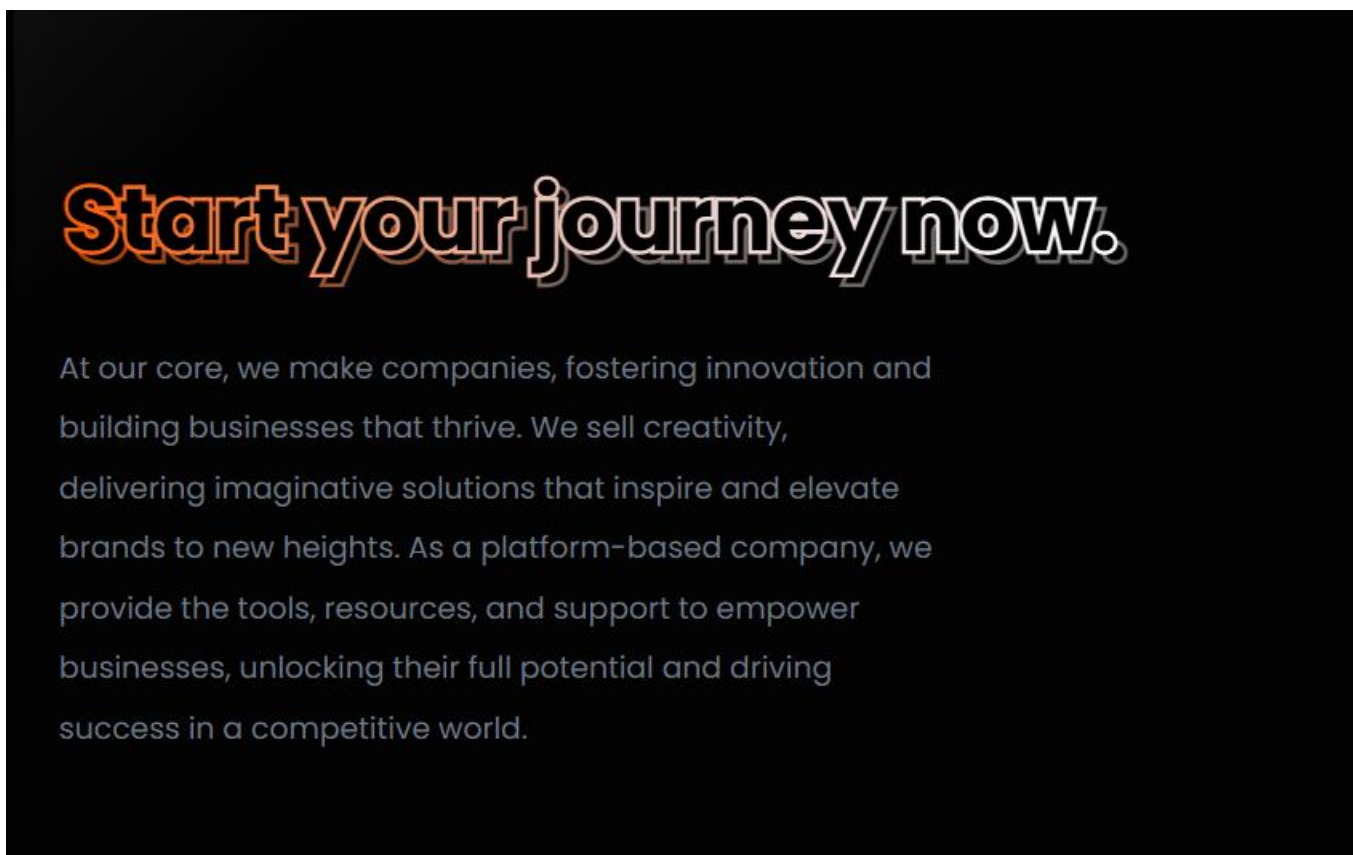 Start your journey now.
At our core, we make companies, fostering innovation and
building businesses that thrive. We sell creativity,
delivering imaginative solutions that inspire and elevate
brands to new heights. As a platform-based company, we
provide the tools, resources, and support to empower
businesses, unlocking their full potential and driving
success in a competitive world.